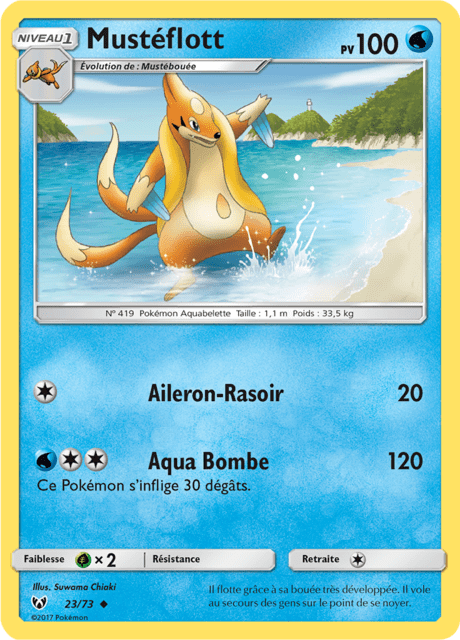 NIVEAU 1 Mustéflott PV 100
Évolution de : Mustébouée
N° 419 Pokémon Aquabelette Taille : 1,1 m Poids : 33,5 kg
Aileron-Rasoir 20
Aqua Bombe 120
Ce Pokémon s’inflige 30 dégâts.
Faiblesse × 2 Résistance Retraite
Illus. Suwama Chiaki
23/73
©2017 Pokémon
Il flotte grâce à sa bouée très développée. Il vole
au secours des gens sur le point de se noyer.